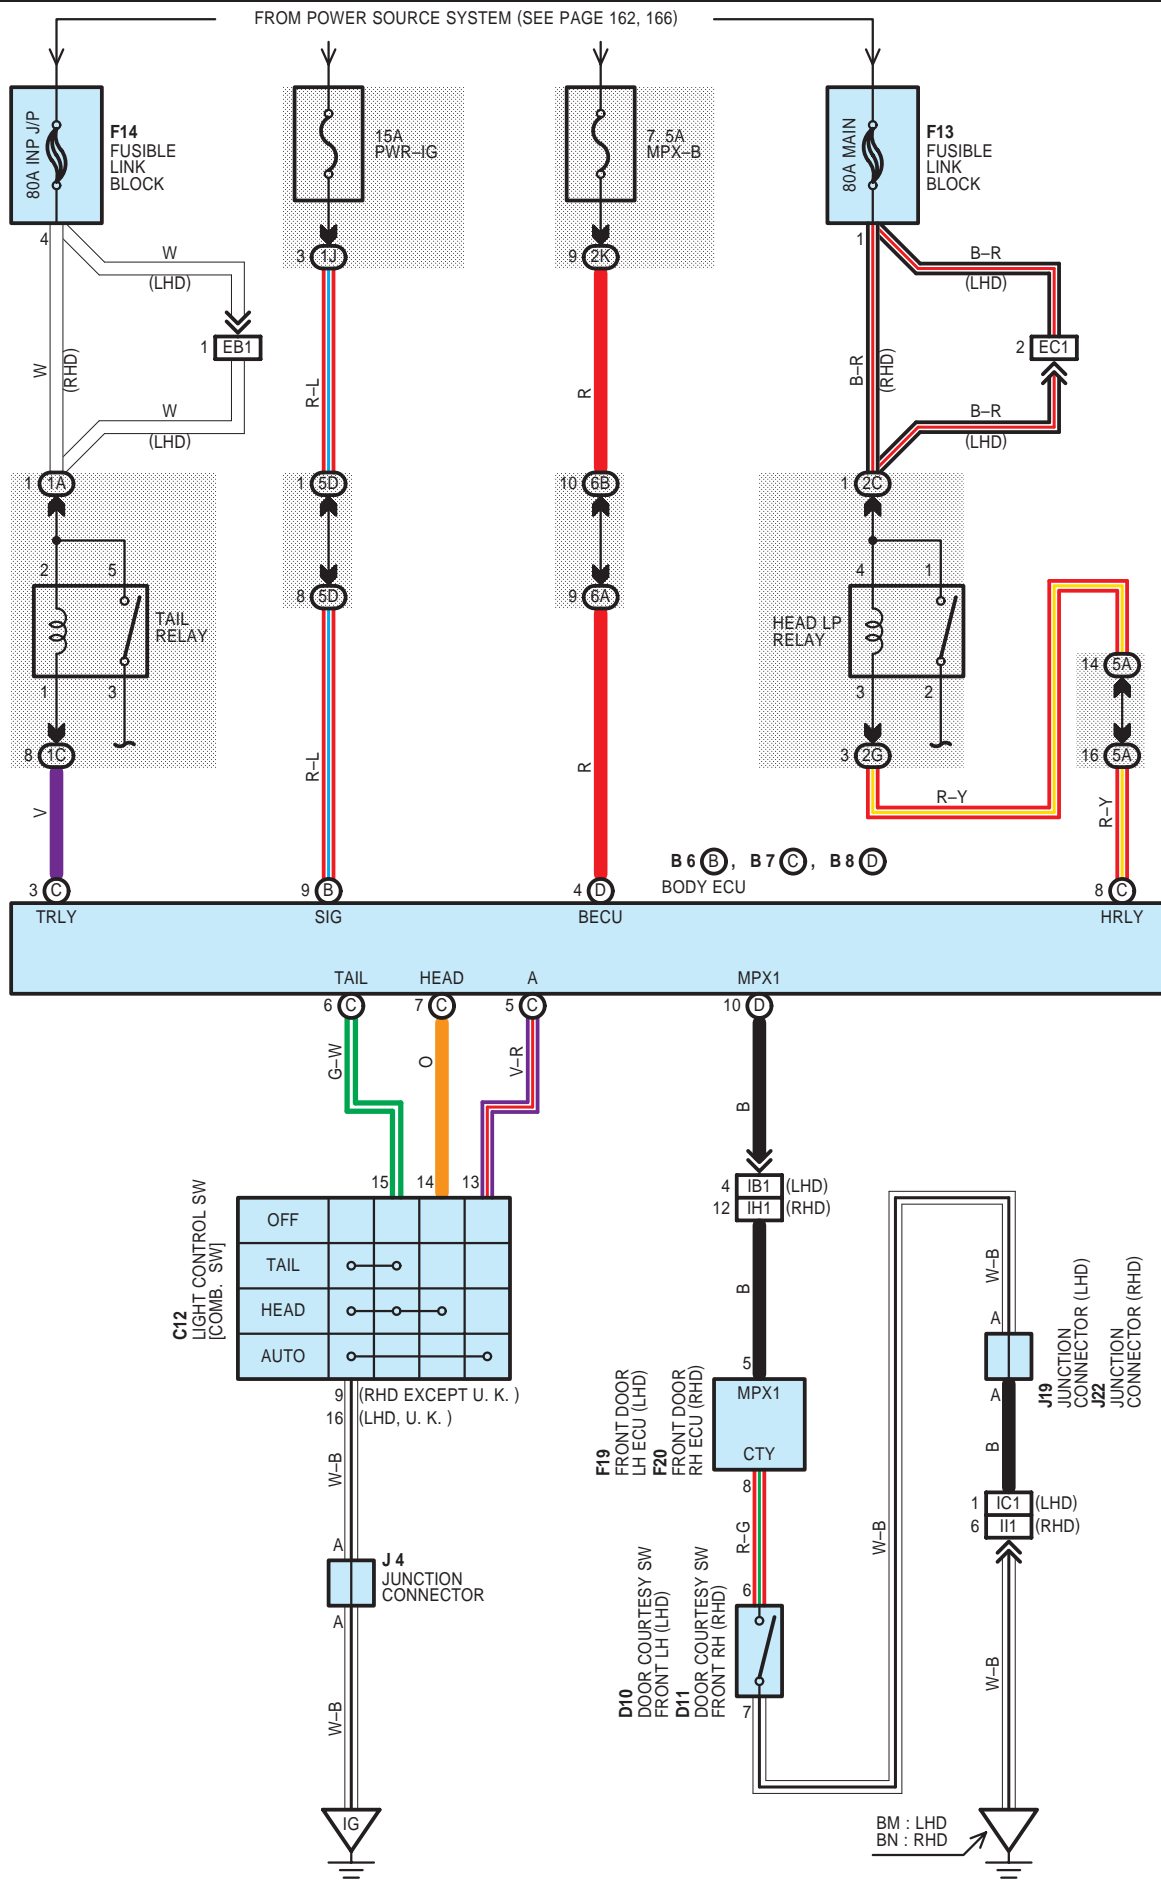 FROM POWER SOURCE SYSTEM (SEE PAGE 162, 166)
80A INP J/P
F14
FUSIBLE
LINK
BLOCK
15A
PWR–IG
7. 5A
MPX–B
80A MAIN
F13
FUSIBLE
LINK
BLOCK
4
W
(LHD)
3 1J
9 2K
1
B–R
(LHD)
1 EB1
2 EC1
W
(RHD)
R–L
R
B–R
(RHD)
W
(LHD)
B–R
(LHD)
1 1A
1 5D
10 6B
1 2C
2 5
8 5D
9 6A
4 1
TAIL
RELAY
HEAD LP
RELAY
14 5A
1 3
3 2
8 1C
3 2G
16 5A
V
R–L
R
R–Y
R–Y
B 6 B , B 7 C , B 8 D
BODY ECU
3 C
9 B
4 D
8 C
TRLY
SIG
BECU
HRLY
TAIL
HEAD
A
MPX1
6 C
7 C
5 C
10 D
G–W
O
V–R
B
15 14 13
4 IB1 (LHD)
12 IH1 (RHD)
C12
LIGHT CONTROL SW
[COMB. SW]
OFF
TAIL
HEAD
AUTO
B
W–B
A
J19
JUNCTION
CONNECTOR (LHD)
J22
JUNCTION
CONNECTOR (RHD)
A
9 (RHD EXCEPT U. K. )
16 (LHD, U. K. )
5
MPX1
CTY
F19
FRONT DOOR
LH ECU (LHD)
F20
FRONT DOOR
RH ECU (RHD)
B
W–B
8
1 IC1 (LHD)
6 II1 (RHD)
R–G
W–B
A
J 4
JUNCTION
CONNECTOR
A
6
D10
DOOR COURTESY SW
FRONT LH (LHD)
D11
DOOR COURTESY SW
FRONT RH (RHD)
7
W–B
W–B
IG
BM : LHD
BN : RHD